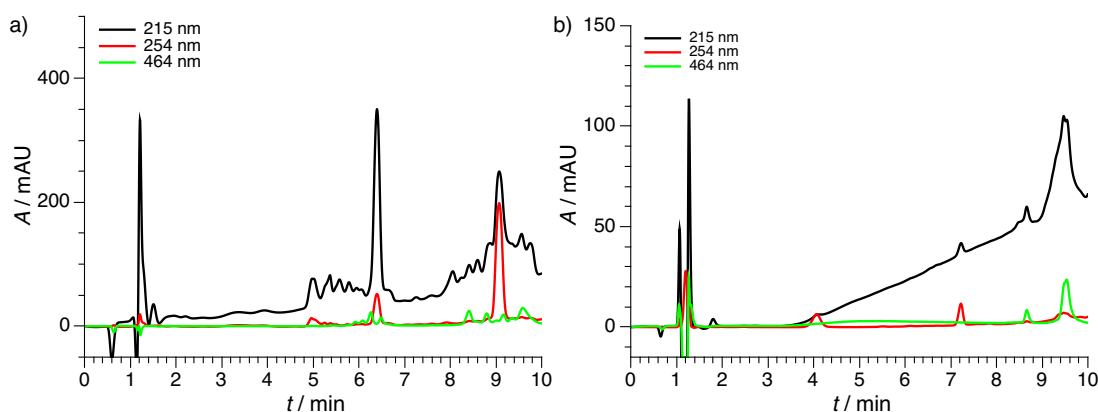 a)
215 nm
254 nm
464 nm
A / mAU
400
200
0
0 1 2 3 4 5 6 7 8 9 10
t / min
b)
215 nm
254 nm
464 nm
A / mAU
150
100
50
0
0 1 2 3 4 5 6 7 8 9 10
t / min